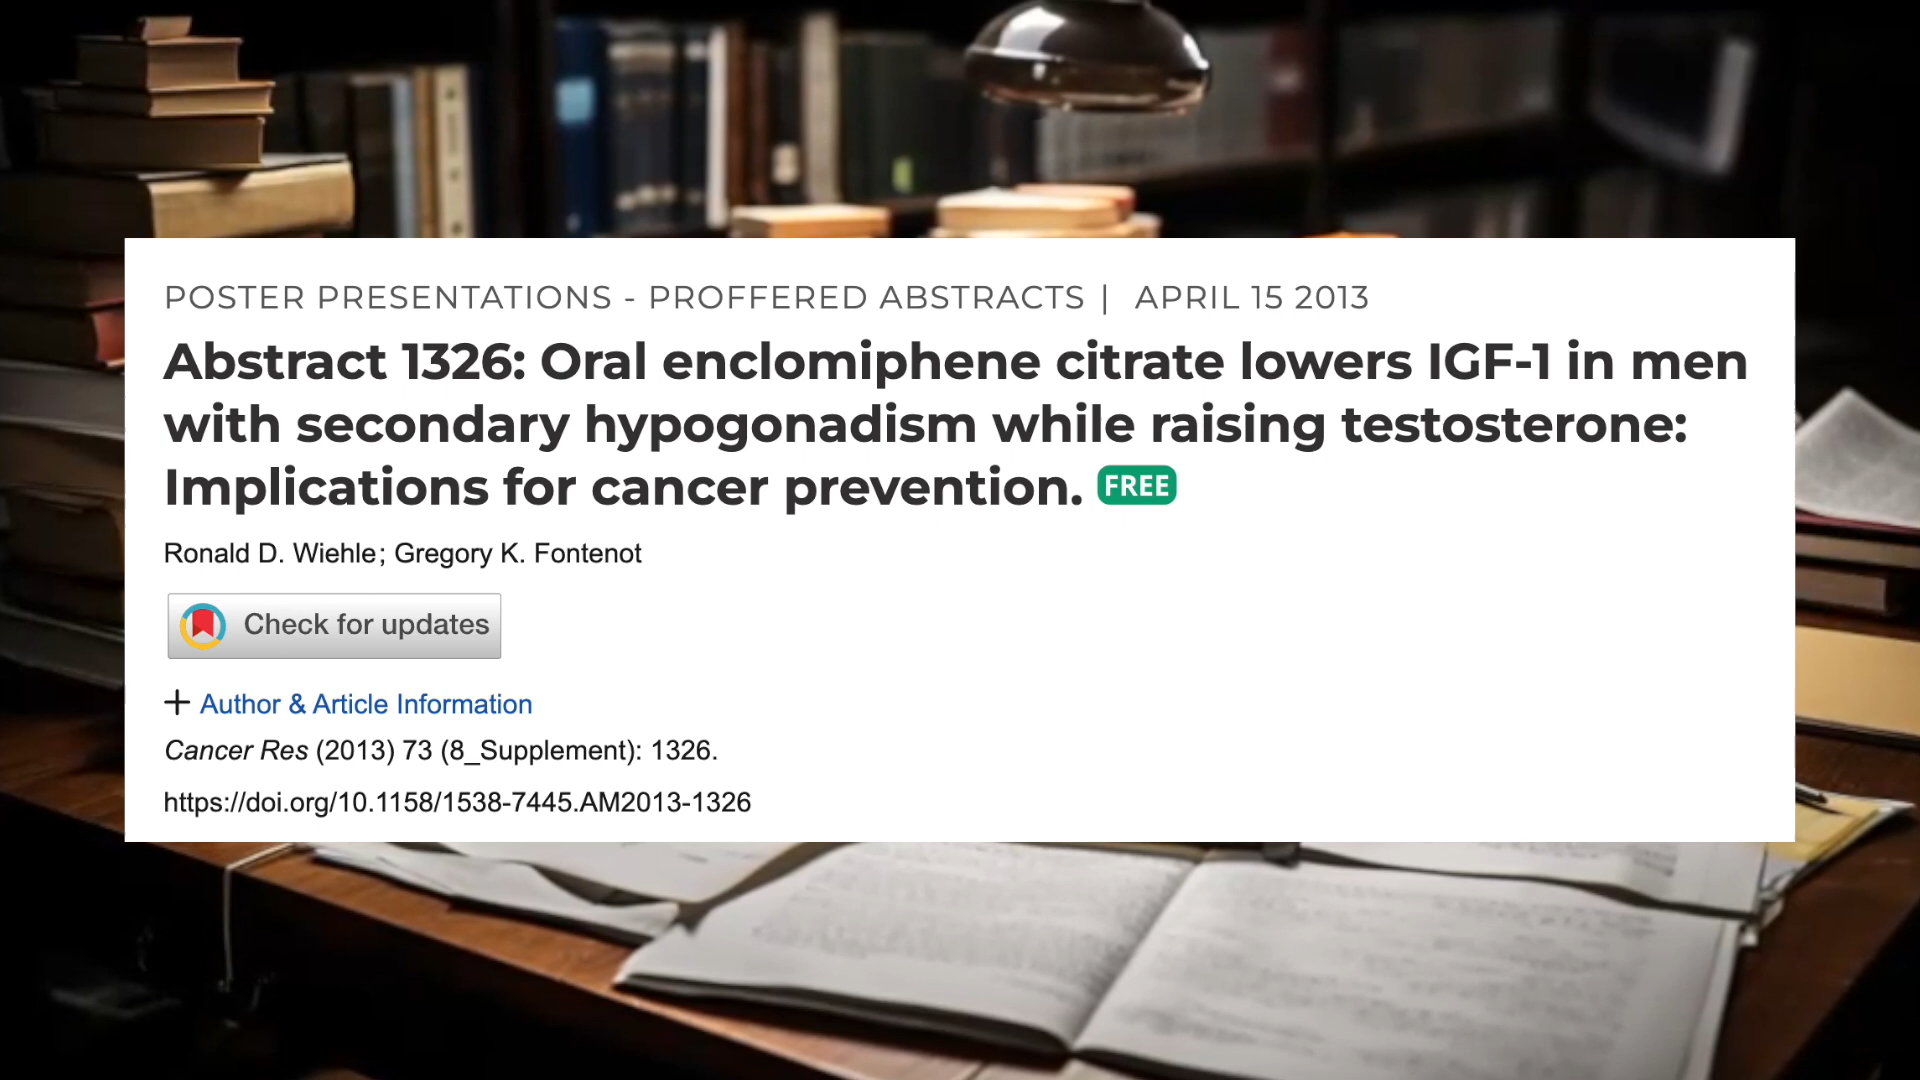 POSTER PRESENTATIONS - PROFFERED ABSTRACTS | APRIL 15 2013
Abstract 1326: Oral enclomiphene citrate lowers IGF-1 in men
with secondary hypogonadism while raising testosterone:
Implications for cancer prevention. FREE
Ronald D. Wiehle; Gregory K. Fontenot
Check for updates
+ Author & Article Information
Cancer Res (2013) 73 (8_Supplement): 1326.
https://doi.org/10.1158/1538-7445.AM2013-1326